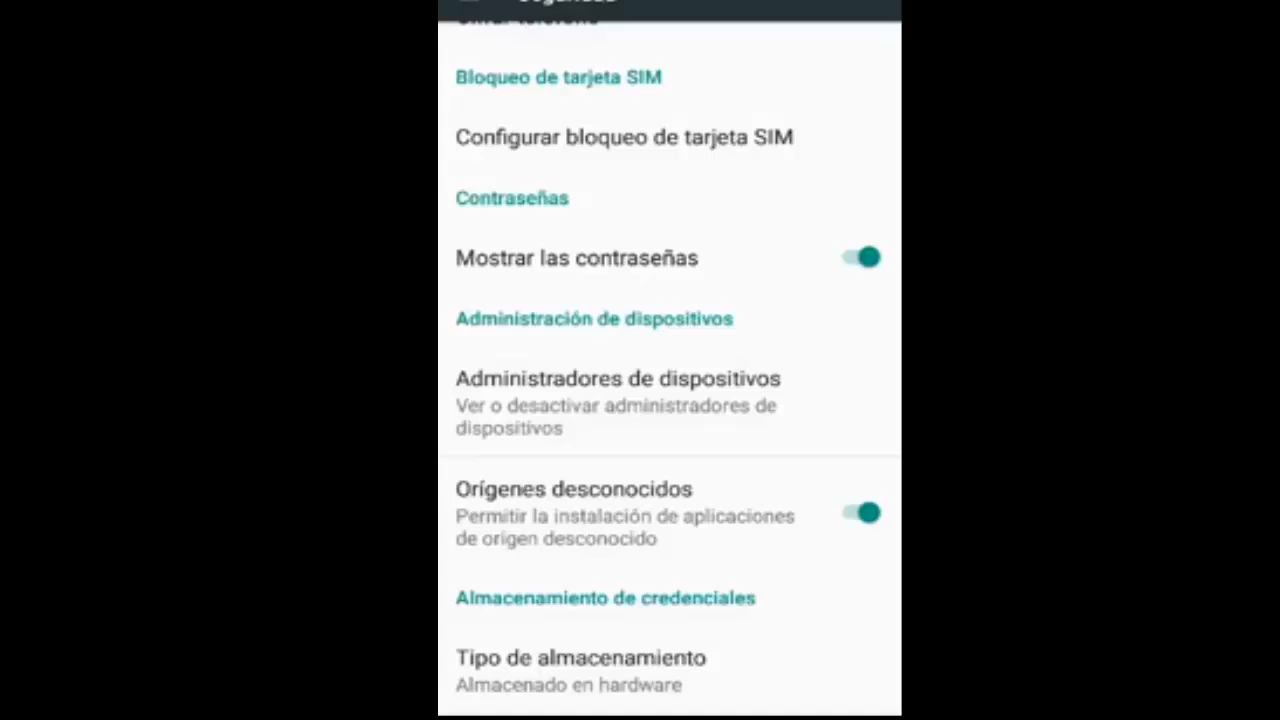 Bloqueo de tarjeta SIM
Configurar bloqueo de tarjeta SIM
Contraseñas
Mostrar las contraseñas
Administración de dispositivos
Administradores de dispositivos
Ver o desactivar administradores de
dispositivos
Orígenes desconocidos
Permitir la instalación de aplicaciones
de origen desconocido
Almacenamiento de credenciales
Tipo de almacenamiento
Almacenado en hardware